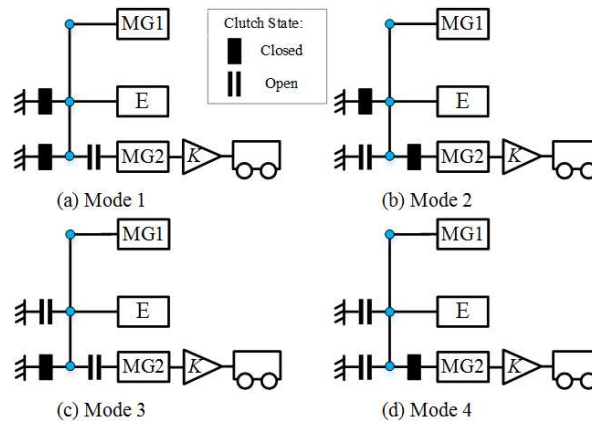 Clutch State:
Closed
Open
MG1
E
MG2
K
(a) Mode 1
MG1
E
MG2
K
(b) Mode 2
MG1
E
MG2
K
(c) Mode 3
MG1
E
MG2
K
(d) Mode 4